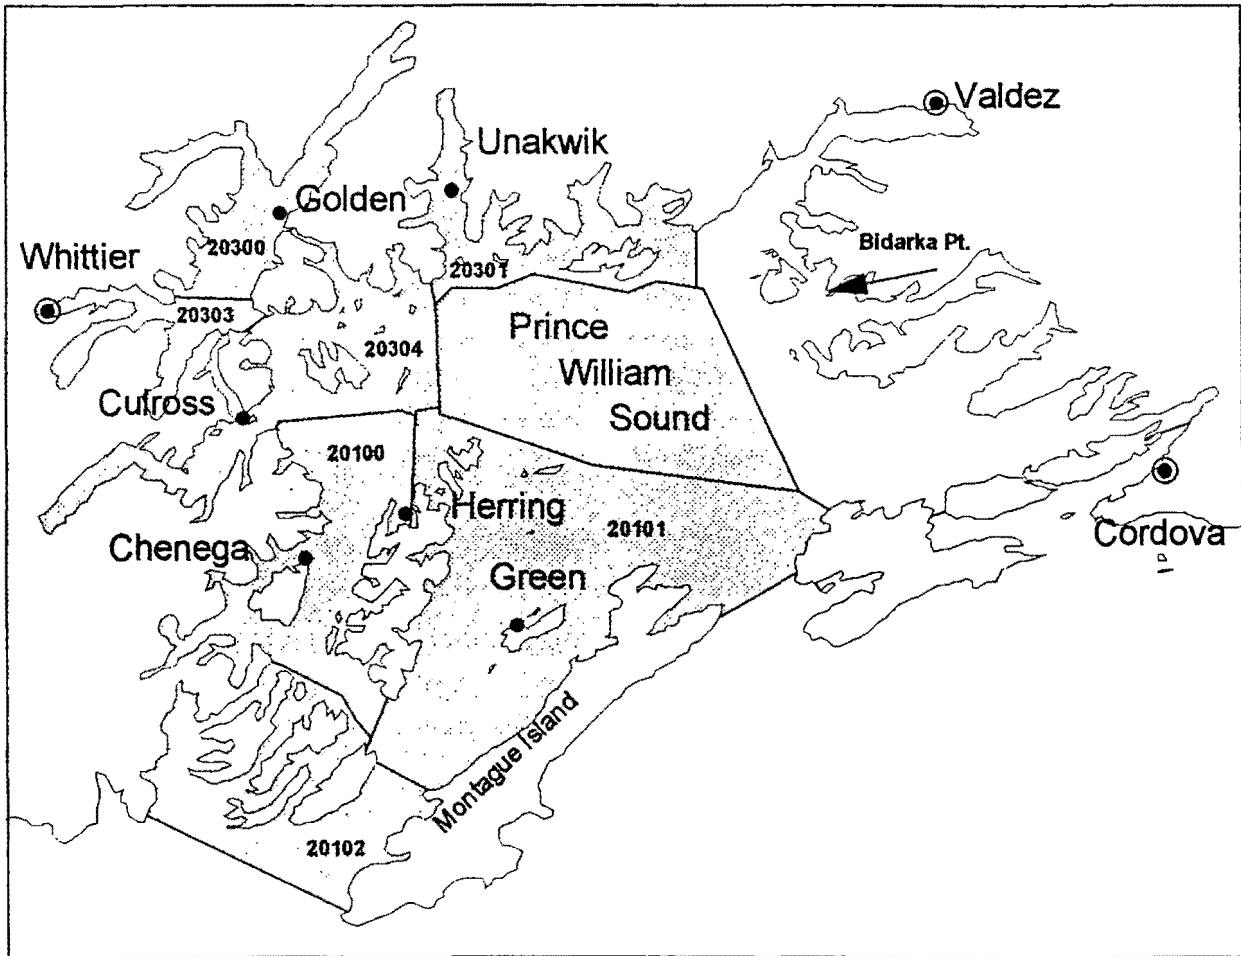 Valdez
Unakwik
Golden
Bidarka Pt.
20300
Whittier
20301
20303
Prince
20304
William
Culross
Sound
20100
Herring
20101
Cordova
Chenega
Green
Montague Island
20102